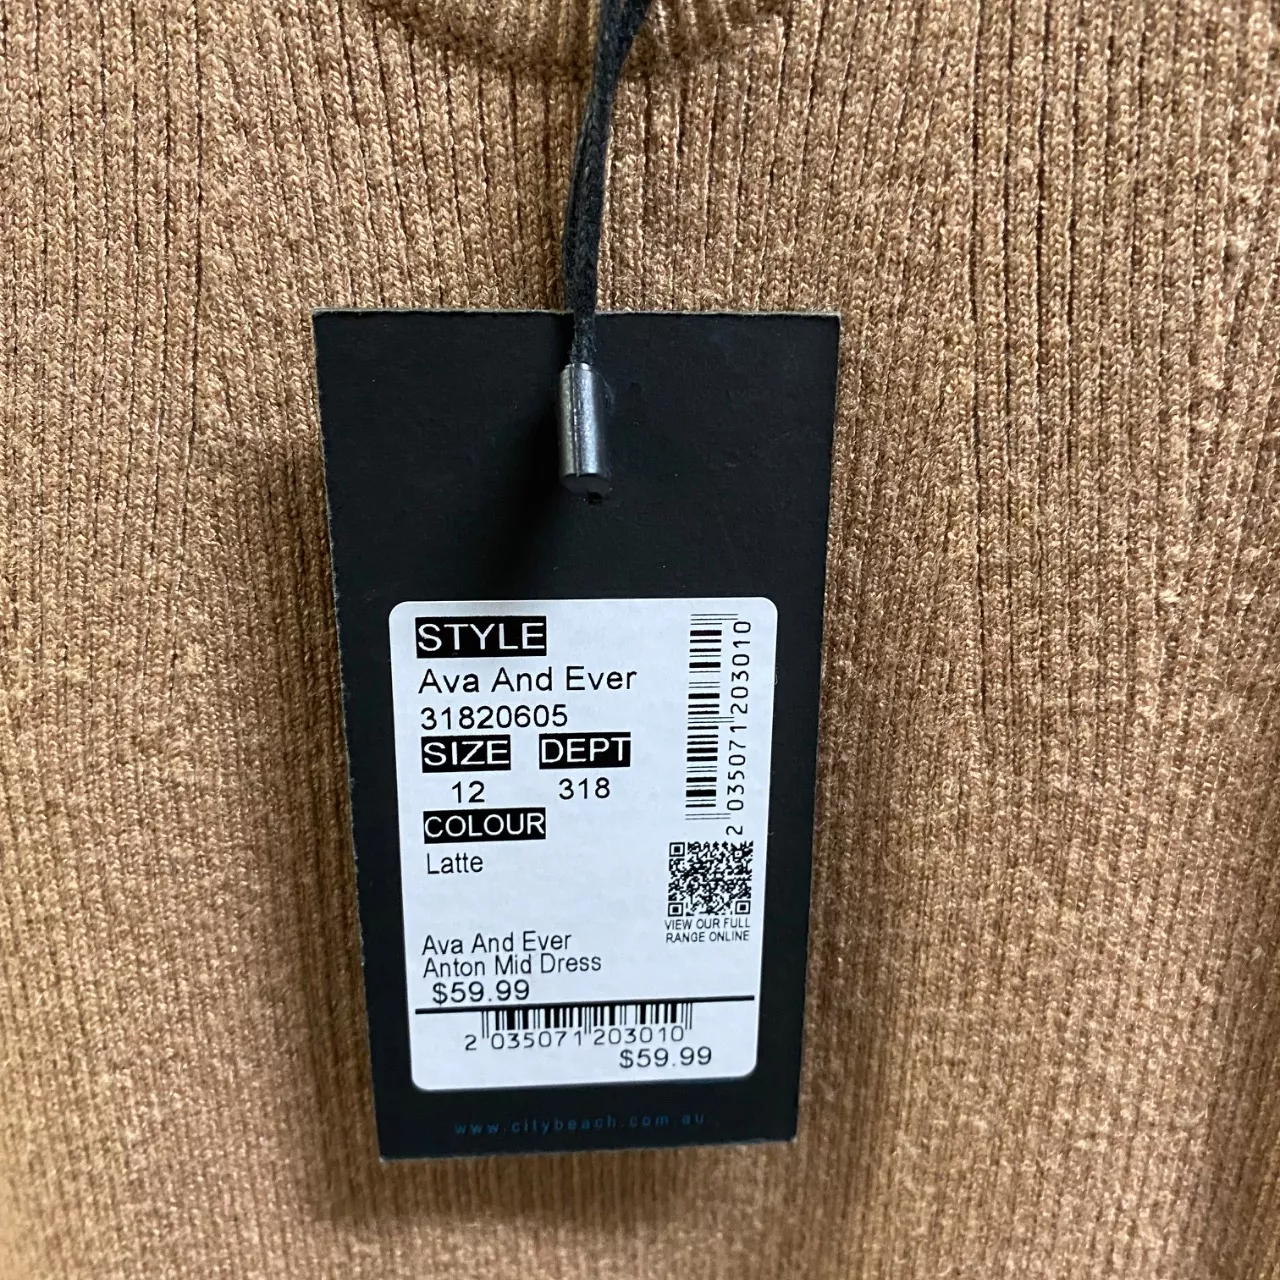 STYLE
Ava And Ever
31820605
SIZE DEPT
12 318
COLOUR
Latte
2 035071 203010
VIEW OUR FULL
RANGE ONLINE
Ava And Ever
Anton Mid Dress
$59.99
2 035071 203010
$59.99
www.citybeach.com.au